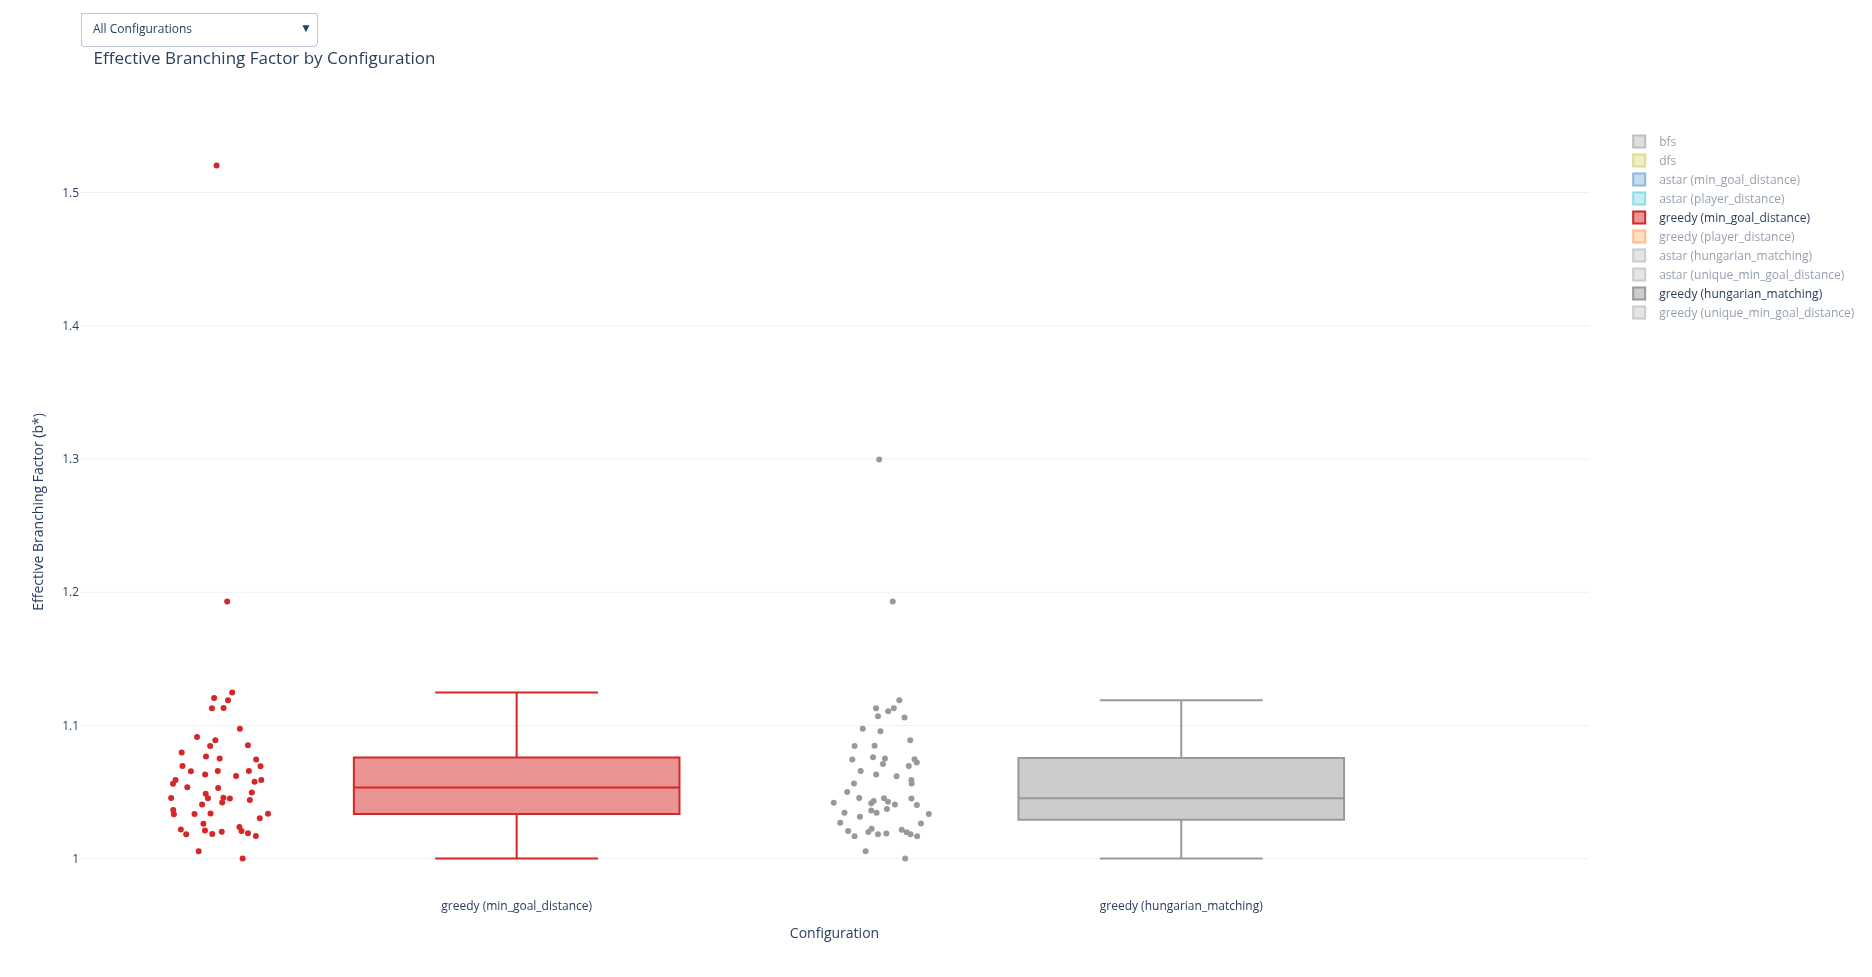 All Configurations ▼
Effective Branching Factor by Configuration
Effective Branching Factor (b*)
1.5
1.4
1.3
1.2
1.1
1
greedy (min_goal_distance)
greedy (hungarian_matching)
Configuration
bfs
dfs
astar (min_goal_distance)
astar (player_distance)
greedy (min_goal_distance)
greedy (player_distance)
astar (hungarian_matching)
astar (unique_min_goal_distance)
greedy (hungarian_matching)
greedy (unique_min_goal_distance)